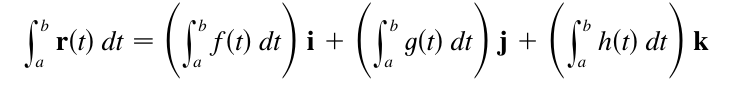 ∫_a^b r(t) dt = (∫_a^b f(t) dt) i + (∫_a^b g(t) dt) j + (∫_a^b h(t) dt) k